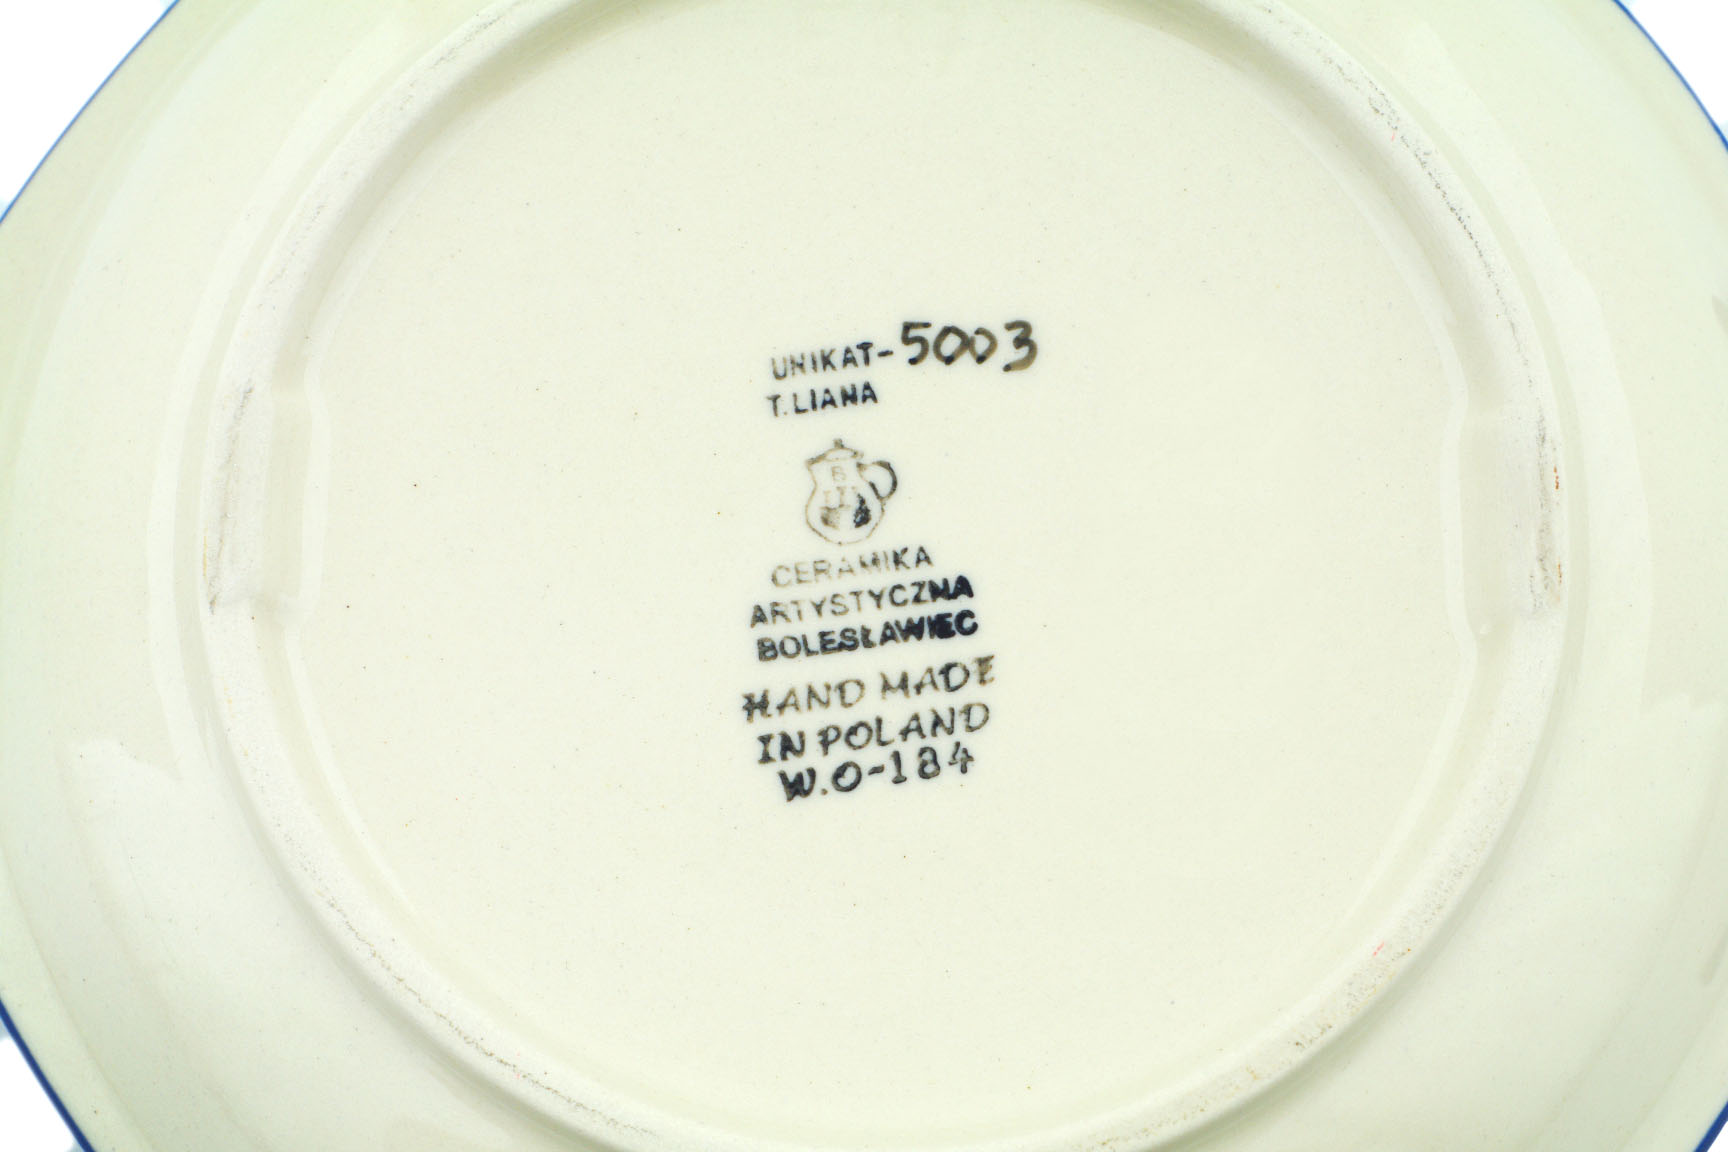 UNIKAT-5003
T.LIANA
B
CERAMIKA
ARTYSTYCZNA
BOLESŁAWIEC
HAND MADE
IN POLAND
W.O-184